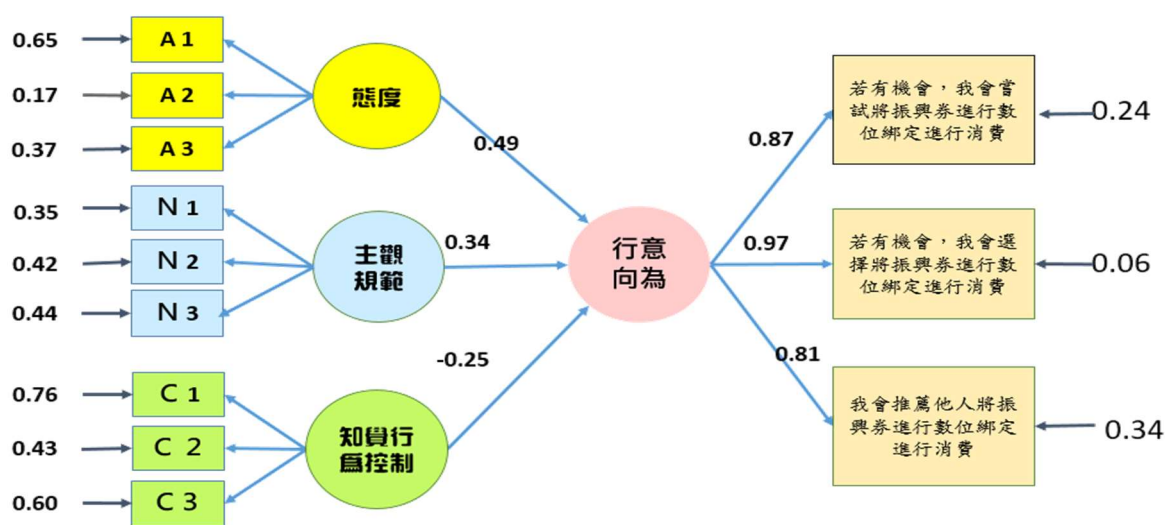 0.65
A 1
0.17
A 2
0.37
A 3
態度
0.49
0.35
N 1
0.42
N 2
0.44
N 3
主觀
規範
0.34
0.76
C 1
0.43
C 2
0.60
C 3
知覺行
為控制
-0.25
行意
向為
0.87
0.97
0.81
若有機會，我會嘗
試將振興券進行數
位綁定進行消費
0.24
若有機會，我會選
擇將振興券進行數
位綁定進行消費
0.06
我會推薦他人將振
興券進行數位綁定
進行消費
0.34